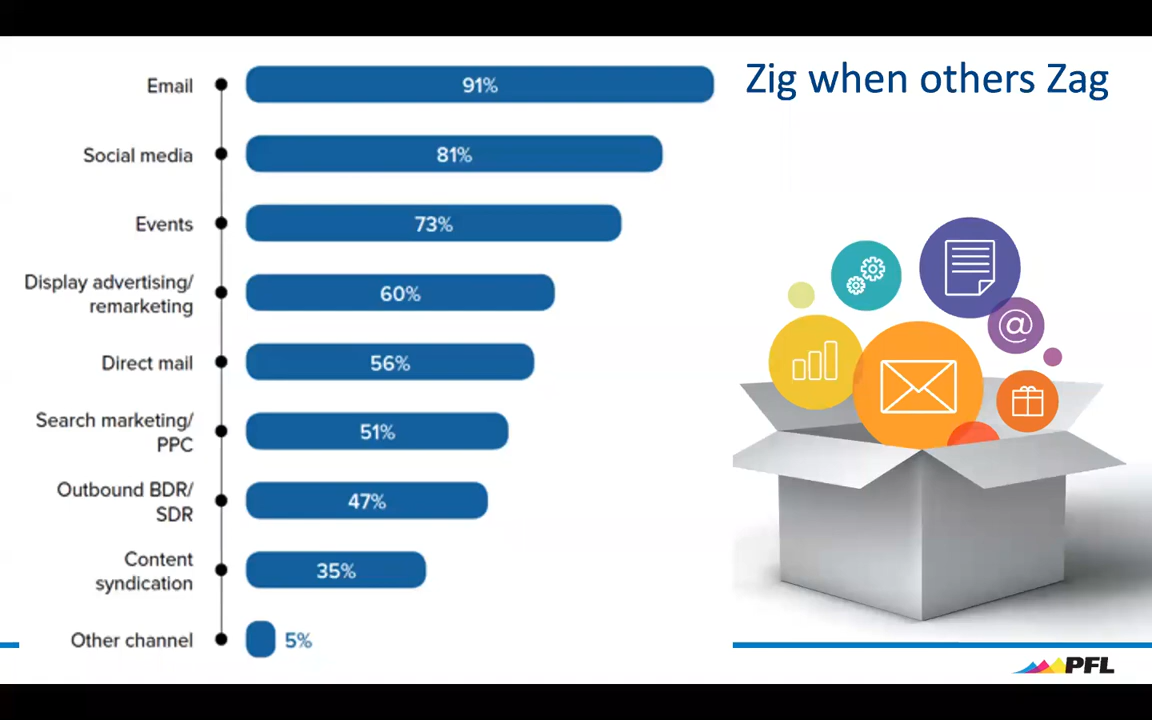 Zig when others Zag
Email
91%
Social media
81%
Events
73%
Display advertising/
remarketing
60%
Direct mail
56%
Search marketing/
PPC
51%
Outbound BDR/
SDR
47%
Content
syndication
35%
Other channel
5%
@
PFL